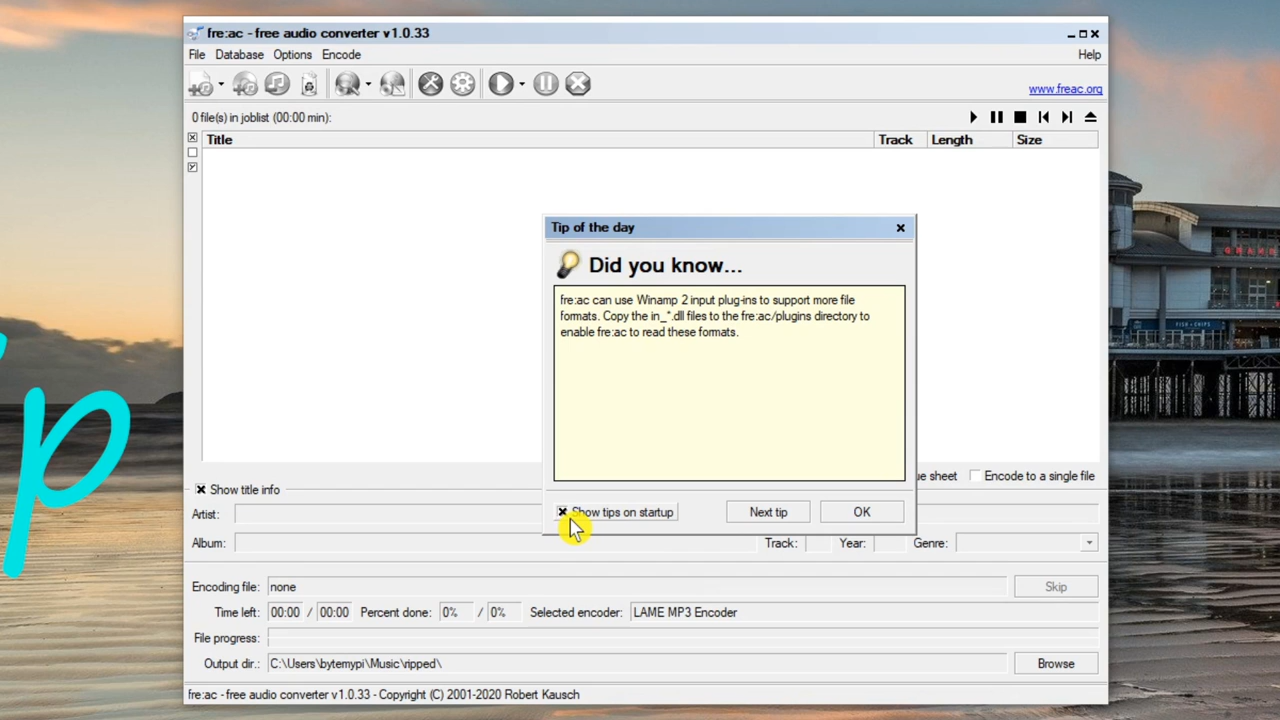 fre:ac - free audio converter v1.0.33
File Database Options Encode Help
www.freac.org
0 file(s) in joblist (00:00 min):
Title Track Length Size
Tip of the day
Did you know...
fre:ac can use Winamp 2 input plug-ins to support more file
formats. Copy the in_*.dll files to the fre:ac/plugins directory to
enable fre:ac to read these formats.
sheet Encode to a single file
Show title info
Show tips on startup Next tip OK
Artist:
Album: Track: Year: Genre:
Encoding file: none Skip
Time left: 00:00 / 00:00 Percent done: 0% / 0% Selected encoder: LAME MP3 Encoder
File progress:
Output dir.: C:\Users\bytemypi\Music\ripped\ Browse
fre:ac - free audio converter v1.0.33 - Copyright (C) 2001-2020 Robert Kausch
FISH & CHIPS
p